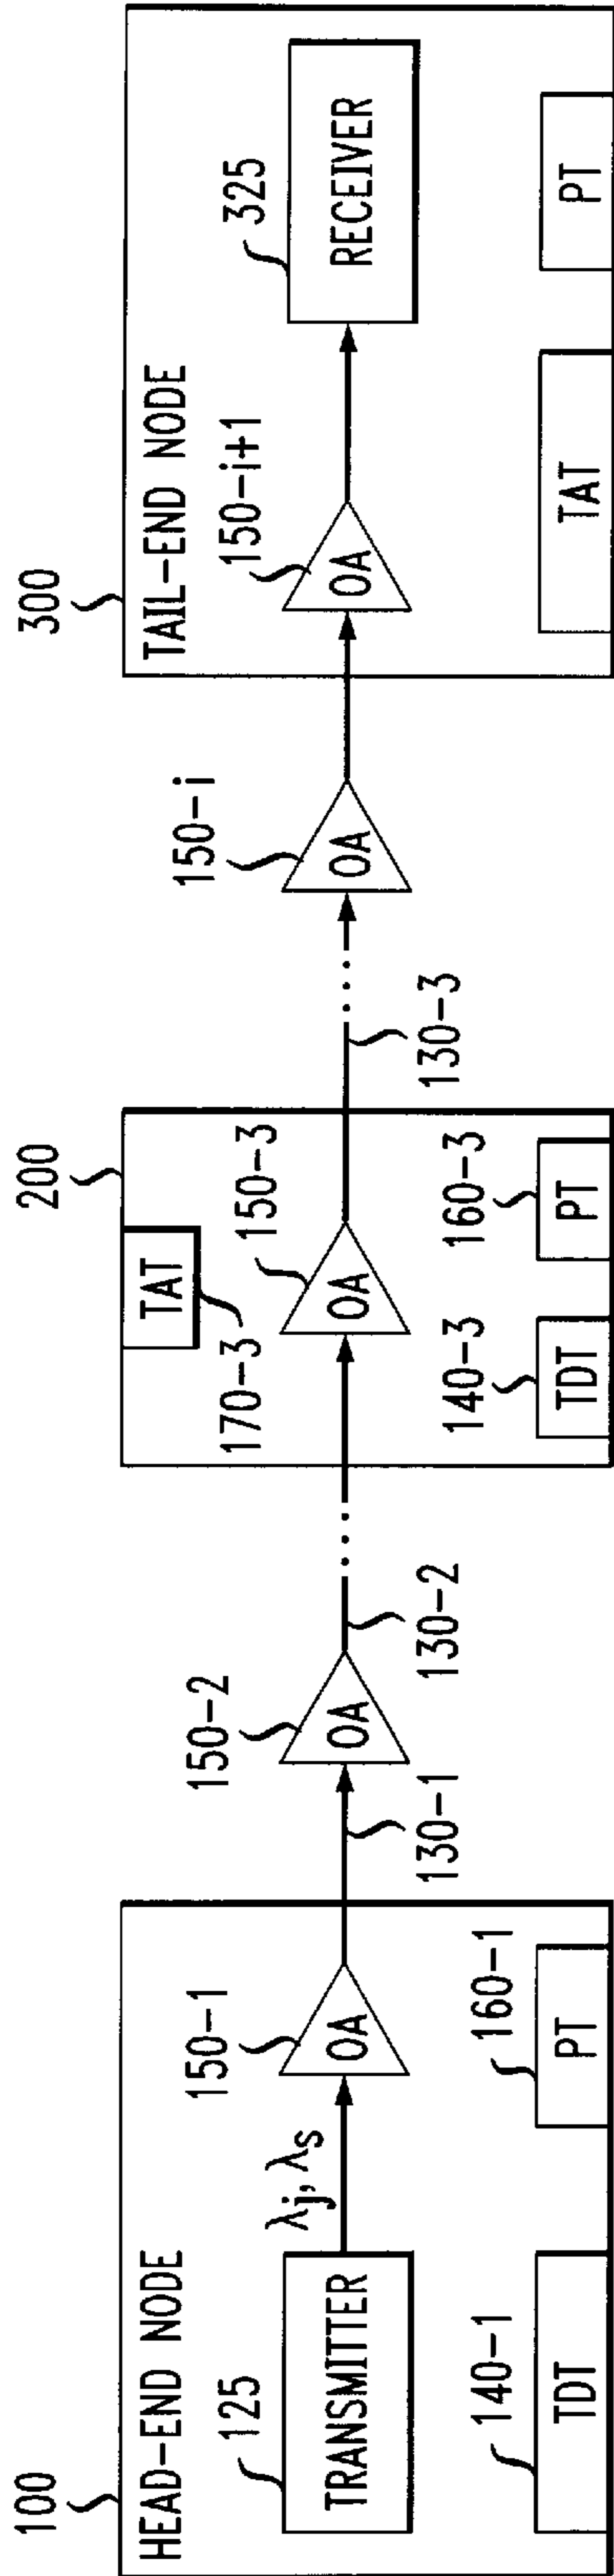 100
HEAD-END NODE
125
TRANSMITTER
λj, λs
150-1
OA
140-1
TDT
160-1
PT
130-1
150-2
OA
130-2
...
200
TAT
170-3
150-3
OA
140-3
TDT
160-3
PT
130-3
...
150-i
OA
300
TAIL-END NODE
150-i+1
OA
325
RECEIVER
TAT
PT